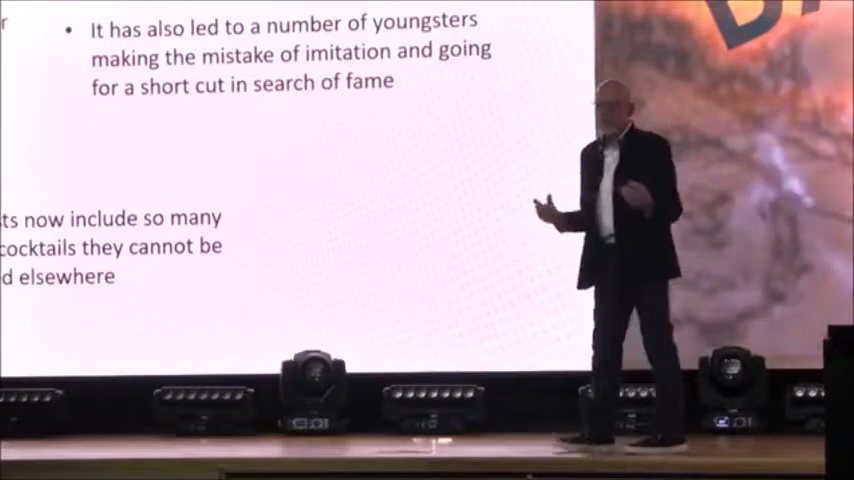 r
• It has also led to a number of youngsters
making the mistake of imitation and going
for a short cut in search of fame
sts now include so many
cocktails they cannot be
d elsewhere